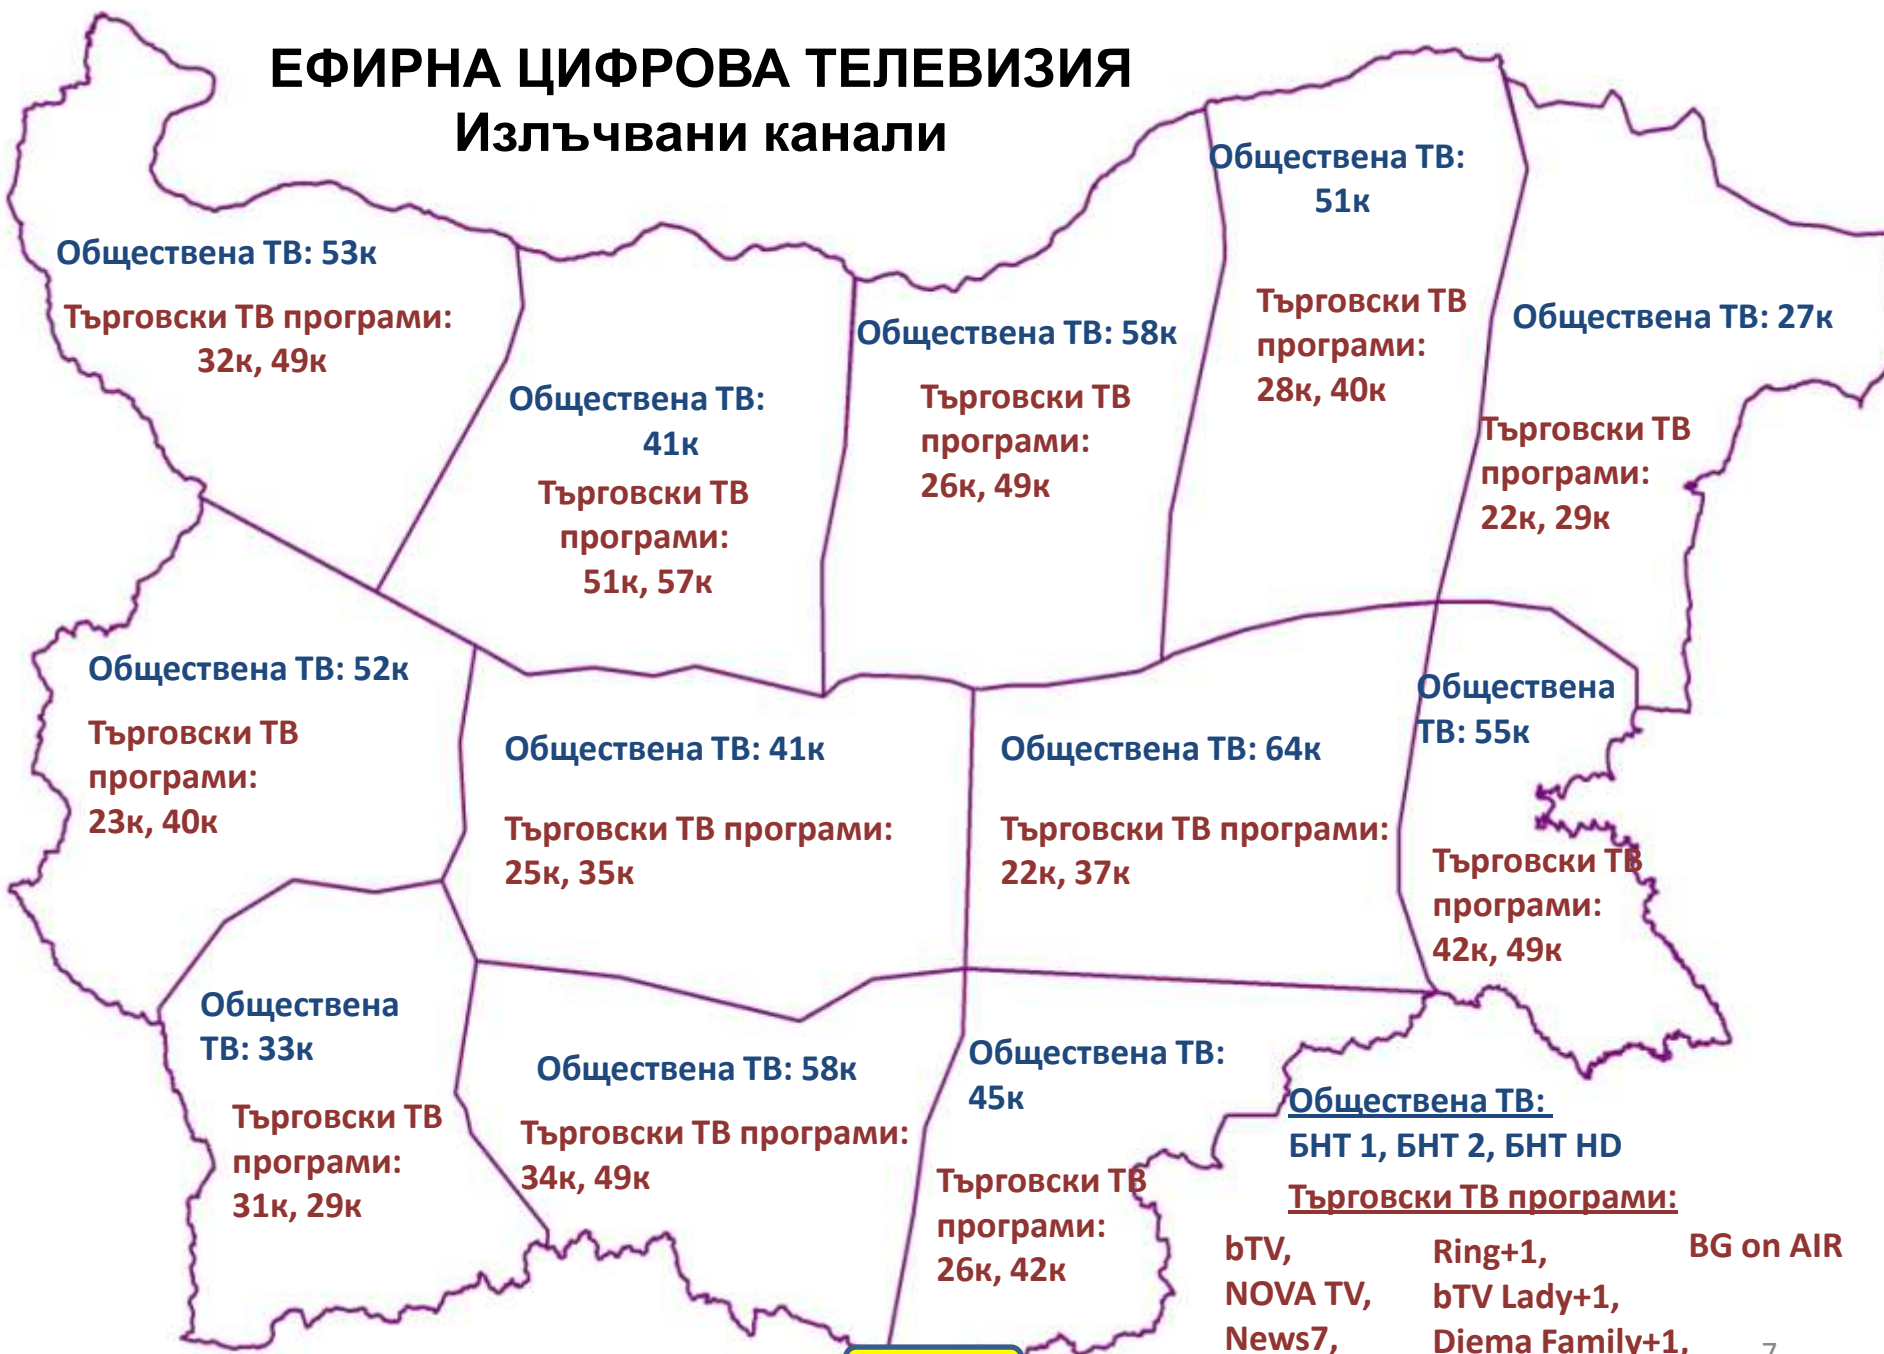 ЕФИРНА ЦИФРОВА ТЕЛЕВИЗИЯ
Излъчвани канали
Обществена ТВ: 53к
Търговски ТВ програми:
32к, 49к
Обществена ТВ:
41к
Търговски ТВ
програми:
51к, 57к
Обществена ТВ: 58к
Търговски ТВ
програми:
26к, 49к
Обществена ТВ:
51к
Търговски ТВ
програми:
28к, 40к
Обществена ТВ: 27к
Търговски ТВ
програми:
22к, 29к
Обществена ТВ: 52к
Търговски ТВ
програми:
23к, 40к
Обществена ТВ: 41к
Търговски ТВ програми:
25к, 35к
Обществена ТВ: 64к
Търговски ТВ програми:
22к, 37к
Обществена
ТВ: 55к
Търговски ТВ
програми:
42к, 49к
Обществена
ТВ: 33к
Търговски ТВ
програми:
31к, 29к
Обществена ТВ: 58к
Търговски ТВ програми:
34к, 49к
Обществена ТВ:
45к
Търговски ТВ
програми:
26к, 42к
Обществена ТВ:
БНТ 1, БНТ 2, БНТ HD
Търговски ТВ програми:
bTV,
NOVA TV,
News7,
Ring+1,
bTV Lady+1,
Diema Family+1,
BG on AIR
7